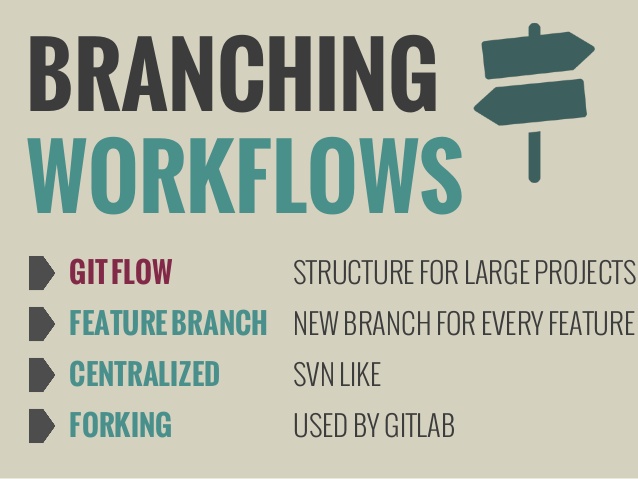 BRANCHING
WORKFLOWS
GIT FLOW STRUCTURE FOR LARGE PROJECTS
FEATURE BRANCH NEW BRANCH FOR EVERY FEATURE
CENTRALIZED SVN LIKE
FORKING USED BY GITLAB